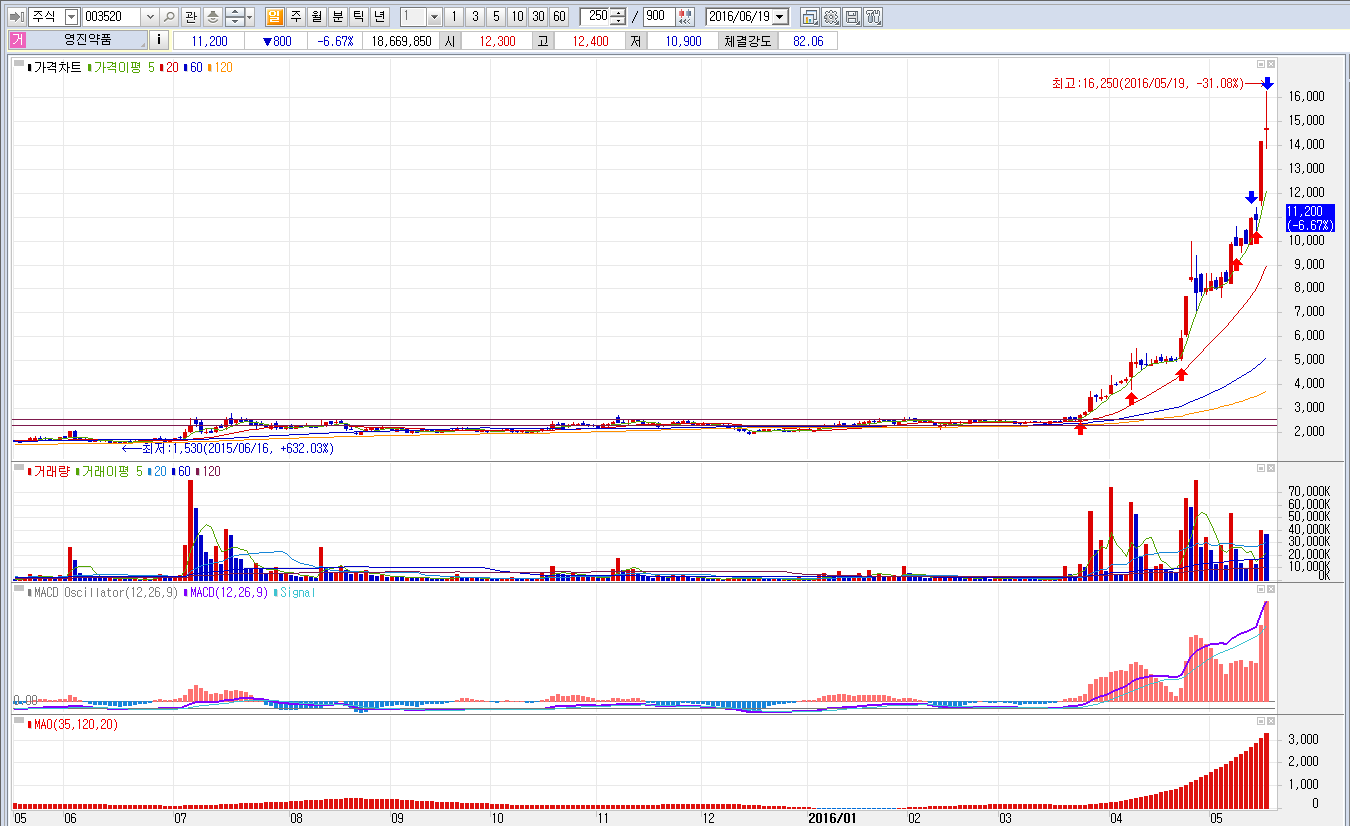 주식 003520 관 일 주 월 분 틱 년 1 1 3 5 10 30 60 250 / 900 2016/06/19
거 영진약품 i 11,200 ▼800 -6.67% 18,669,850 시 12,300 고 12,400 저 10,900 체결강도 82.06
가격차트 가격이평 5 20 60 120
최고:16,250(2016/05/19, -31.08%)
16,000
15,000
14,000
13,000
12,000
11,200
(-6.67%)
10,000
9,000
8,000
7,000
6,000
5,000
4,000
3,000
2,000
최저:1,530(2015/06/16, +632.03%)
거래량 거래이평 5 20 60 120
70,000K
60,000K
50,000K
40,000K
30,000K
20,000K
10,000K
0K
MACD Oscillator(12,26,9) MACD(12,26,9) Signal
0.00
MAO(35,120,20)
3,000
2,000
1,000
0
05 06 07 08 09 10 11 12 2016/01 02 03 04 05